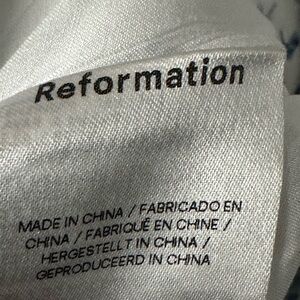 Reformation
MADE IN CHINA / FABRICADO EN
CHINA / FABRIQUÉ EN CHINE /
HERGESTELLT IN CHINA /
GEPRODUCEERD IN CHINA